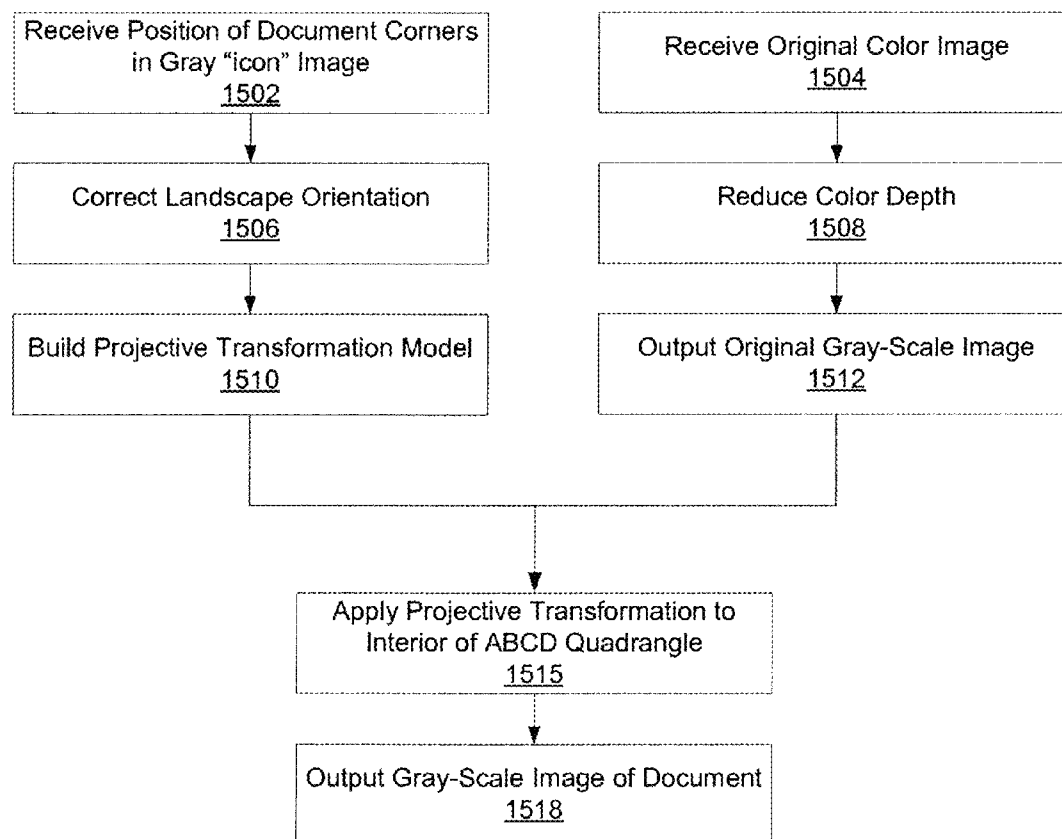 Receive Position of Document Corners
in Gray “icon” Image
1502
Receive Original Color Image
1504
Correct Landscape Orientation
1506
Reduce Color Depth
1508
Build Projective Transformation Model
1510
Output Original Gray-Scale Image
1512
Apply Projective Transformation to
Interior of ABCD Quadrangle
1515
Output Gray-Scale Image of Document
1518